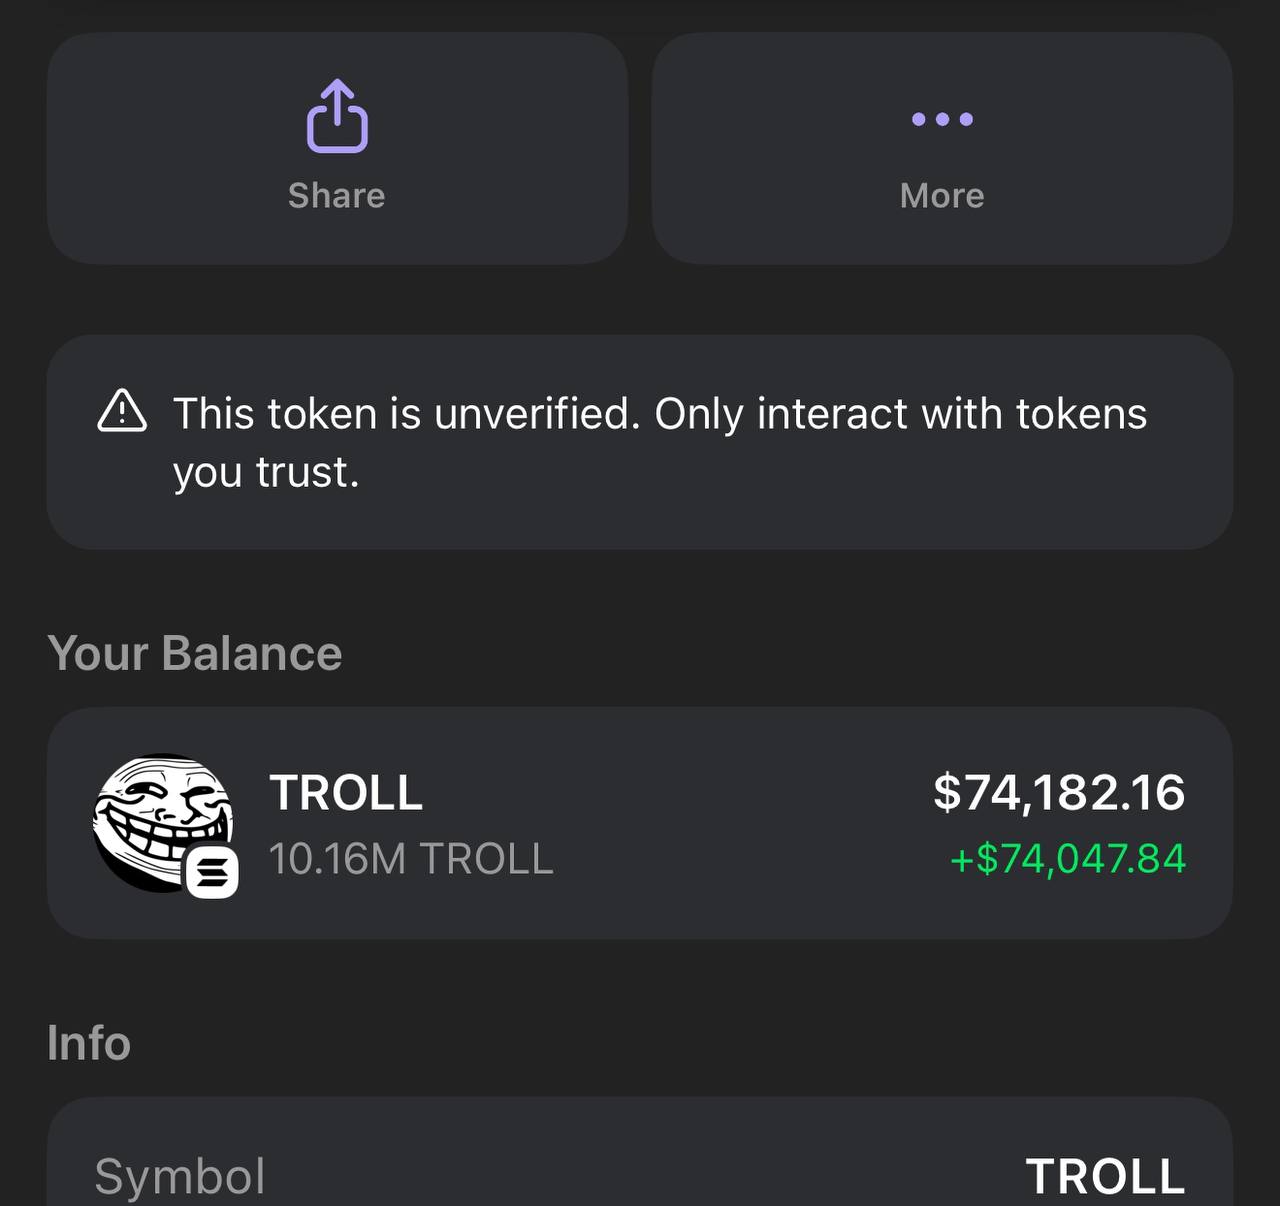 Share
More
This token is unverified. Only interact with tokens
you trust.
Your Balance
TROLL
$74,182.16
10.16M TROLL
+$74,047.84
Info
Symbol
TROLL